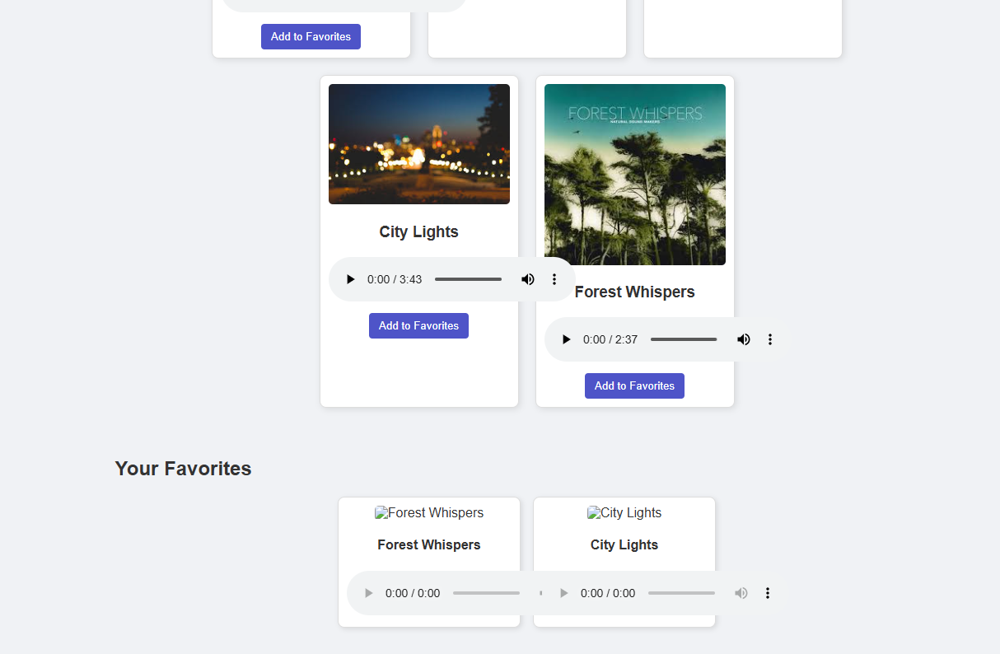 Add to Favorites
FOREST WHISPERS
NATURAL SOUND MAKERS
City Lights
0:00 / 3:43
Forest Whispers
Add to Favorites
0:00 / 2:37
Add to Favorites
Your Favorites
Forest Whispers
City Lights
Forest Whispers
City Lights
0:00 / 0:00
0:00 / 0:00